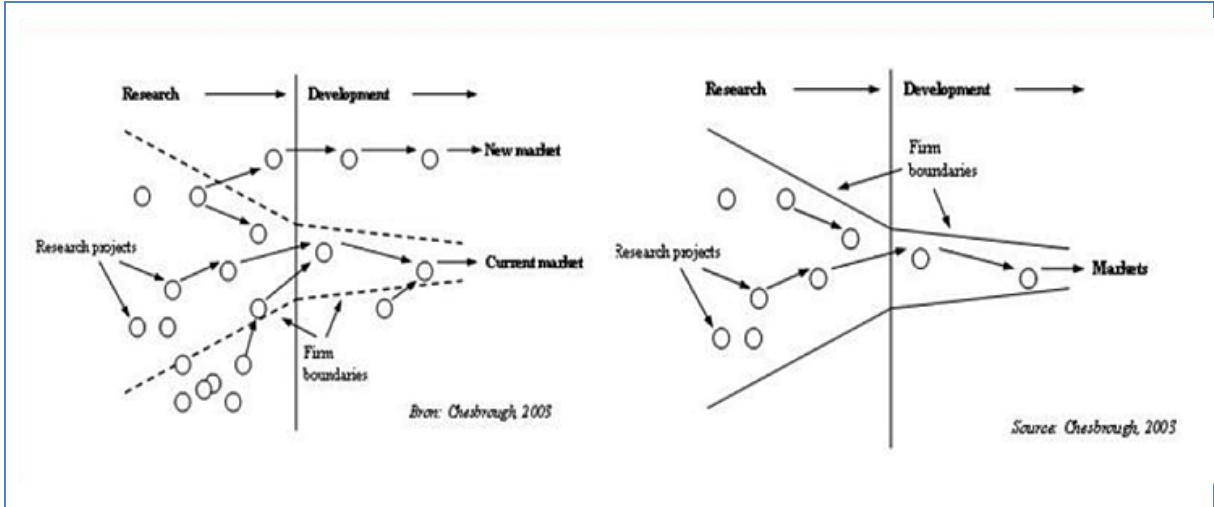 Research
Development
New market
Research projects
Current market
Firm
boundaries
Bron: Chesbrough, 2003
Research
Development
Firm
boundaries
Research projects
Markets
Source: Chesbrough, 2003